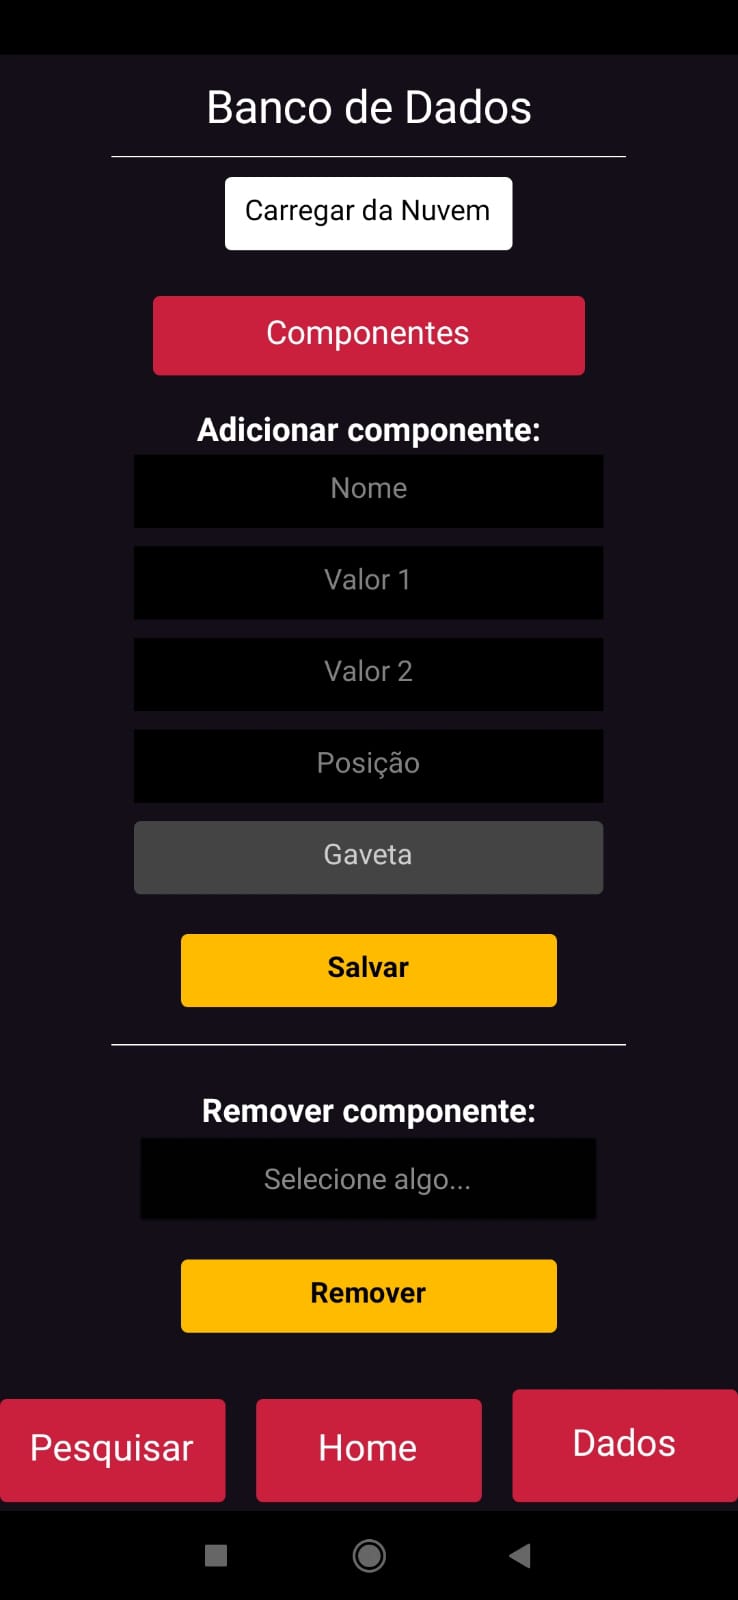 Banco de Dados
Carregar da Nuvem
Componentes
Adicionar componente:
Nome
Valor 1
Valor 2
Posição
Gaveta
Salvar
Remover componente:
Selecione algo...
Remover
Pesquisar
Home
Dados